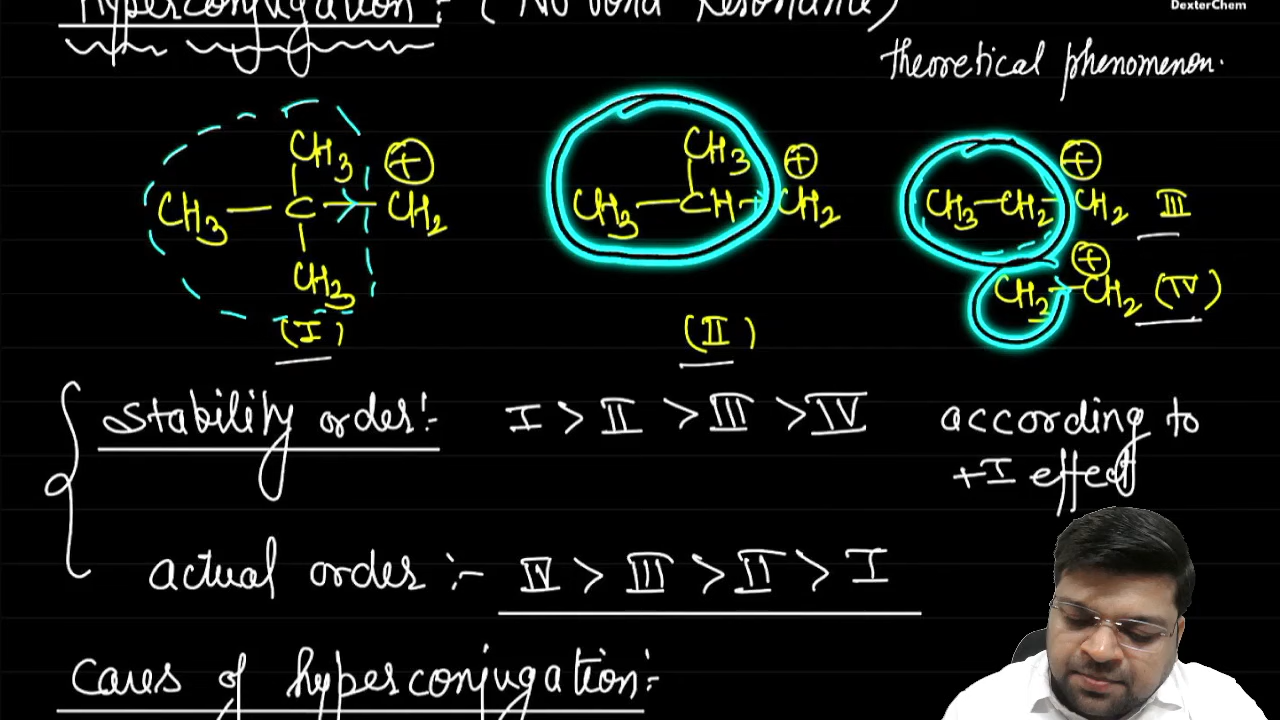 DexterChem
Hyperconjugation :- (No bond Resonance)
theoretical phenomenon.
CH3
CH3 — C → CH2 ⊕
CH3
(I)
CH3
CH3 — CH → CH2 ⊕
(II)
CH3 — CH2 → CH2 ⊕ III
CH3 → CH2 ⊕ (IV)
Stability order:- I > II > III > IV according to
+I effect
actual order :- IV > III > II > I
Cases of hyperconjugation:-